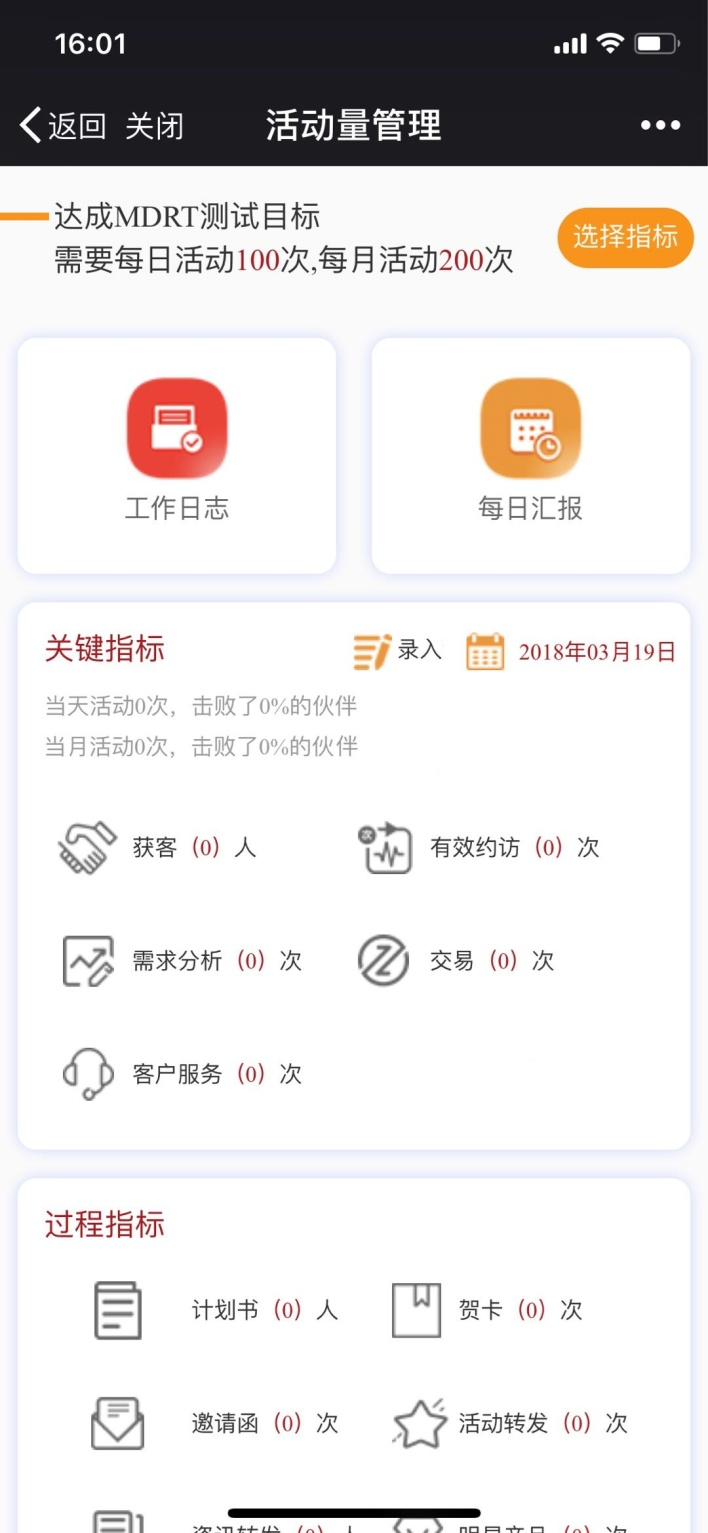 16:01
返回 关闭 活动量管理
达成MDRT测试目标
需要每日活动100次,每月活动200次
选择指标
工作日志 每日汇报
关键指标 录入 2018年03月19日
当天活动0次，击败了0%的伙伴
当月活动0次，击败了0%的伙伴
获客（0）人 有效约访（0）次
需求分析（0）次 交易（0）次
客户服务（0）次
过程指标
计划书（0）人 贺卡（0）次
邀请函（0）次 活动转发（0）次